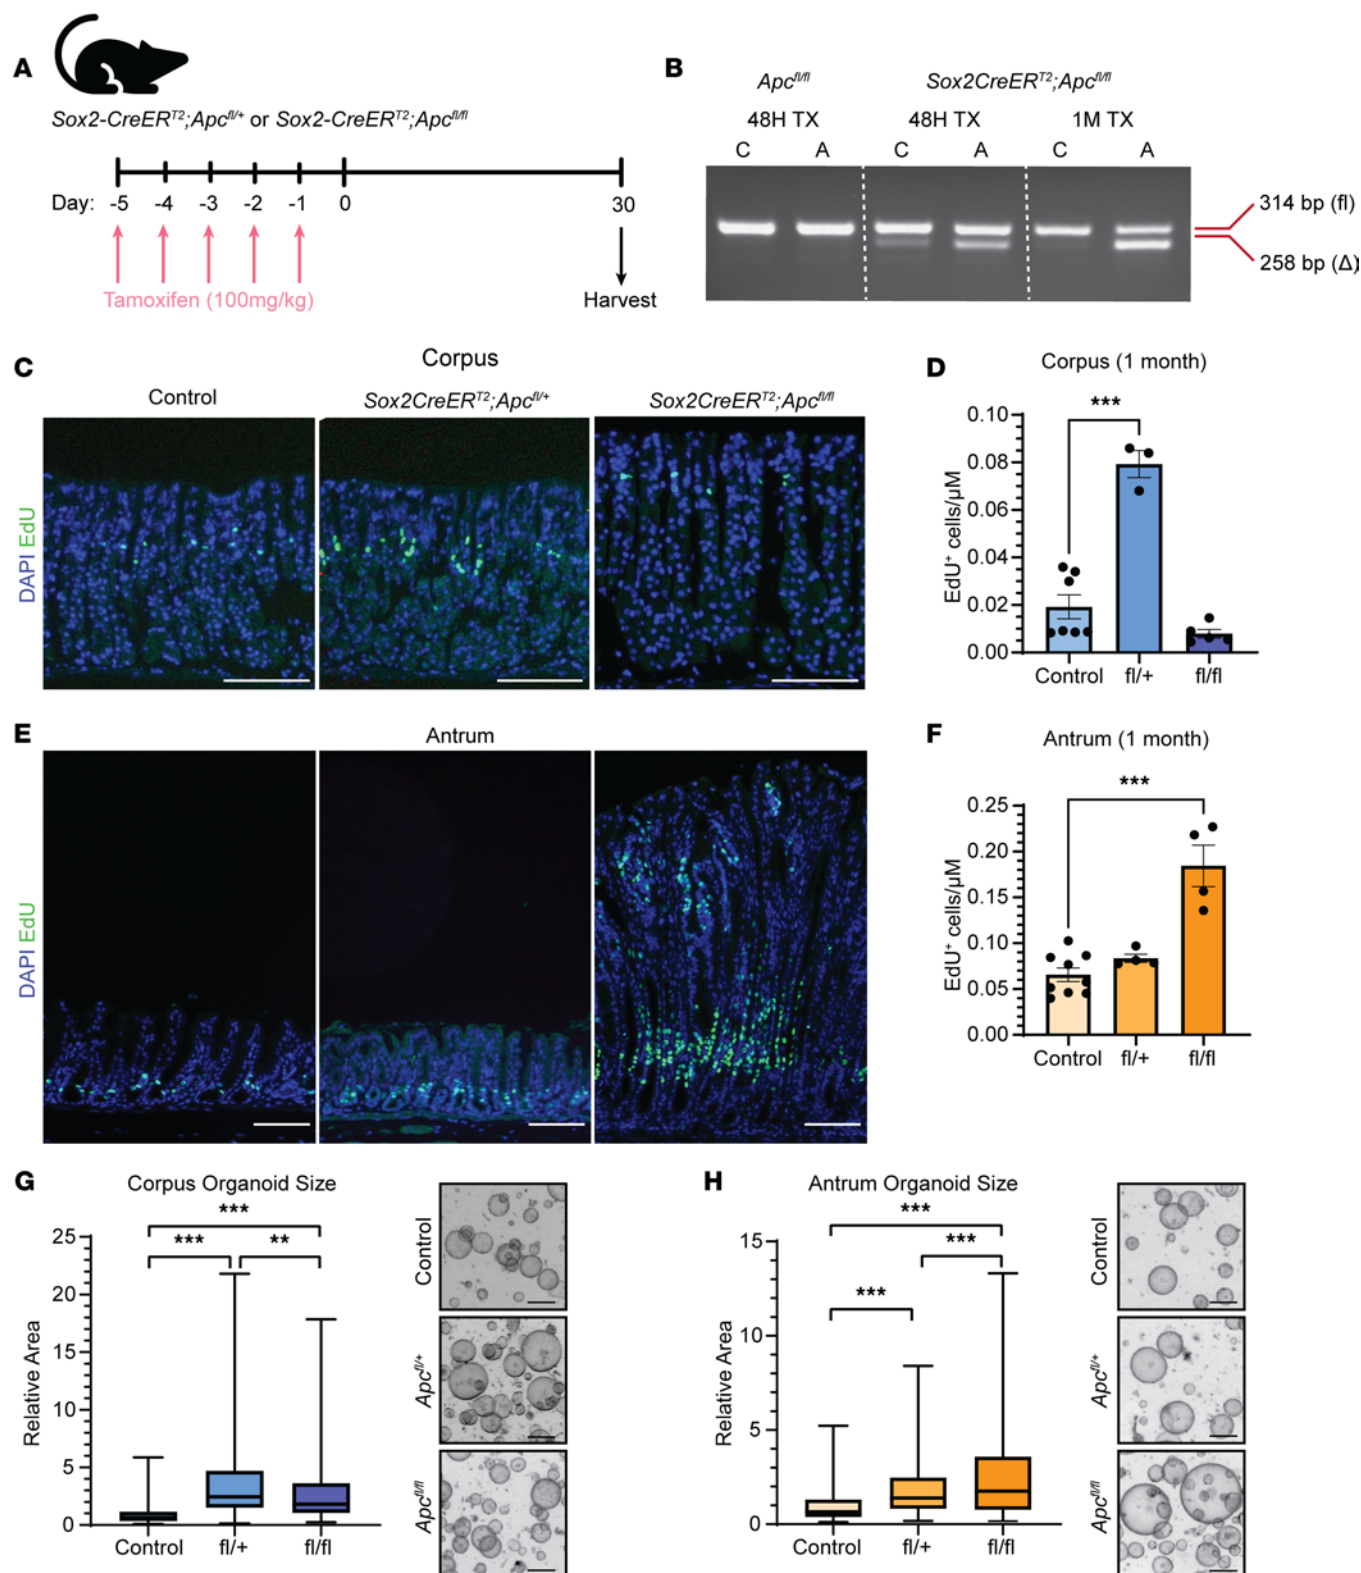 A
Sox2-CreERT2;Apcfl/+ or Sox2-CreERT2;Apcfl/fl
Day: -5 -4 -3 -2 -1 0 30
Tamoxifen (100mg/kg)
Harvest
B
Apcfl/fl Sox2CreERT2;Apcfl/fl
48H TX 48H TX 1M TX
C A C A C A
314 bp (fl)
258 bp (Δ)
C
Corpus
Control Sox2CreERT2;Apcfl/+ Sox2CreERT2;Apcfl/fl
DAPI EdU
D
Corpus (1 month)
***
EdU+ cells/µM
0.10
0.08
0.06
0.04
0.02
0.00
Control fl/+ fl/fl
E
Antrum
DAPI EdU
F
Antrum (1 month)
***
EdU+ cells/µM
0.25
0.20
0.15
0.10
0.05
0.00
Control fl/+ fl/fl
G
Corpus Organoid Size
***
*** **
Relative Area
25
20
15
10
5
0
Control fl/+ fl/fl
Control
Apcfl/+
Apcfl/fl
H
Antrum Organoid Size
***
***
***
Relative Area
15
10
5
0
Control fl/+ fl/fl
Control
Apcfl/+
Apcfl/fl